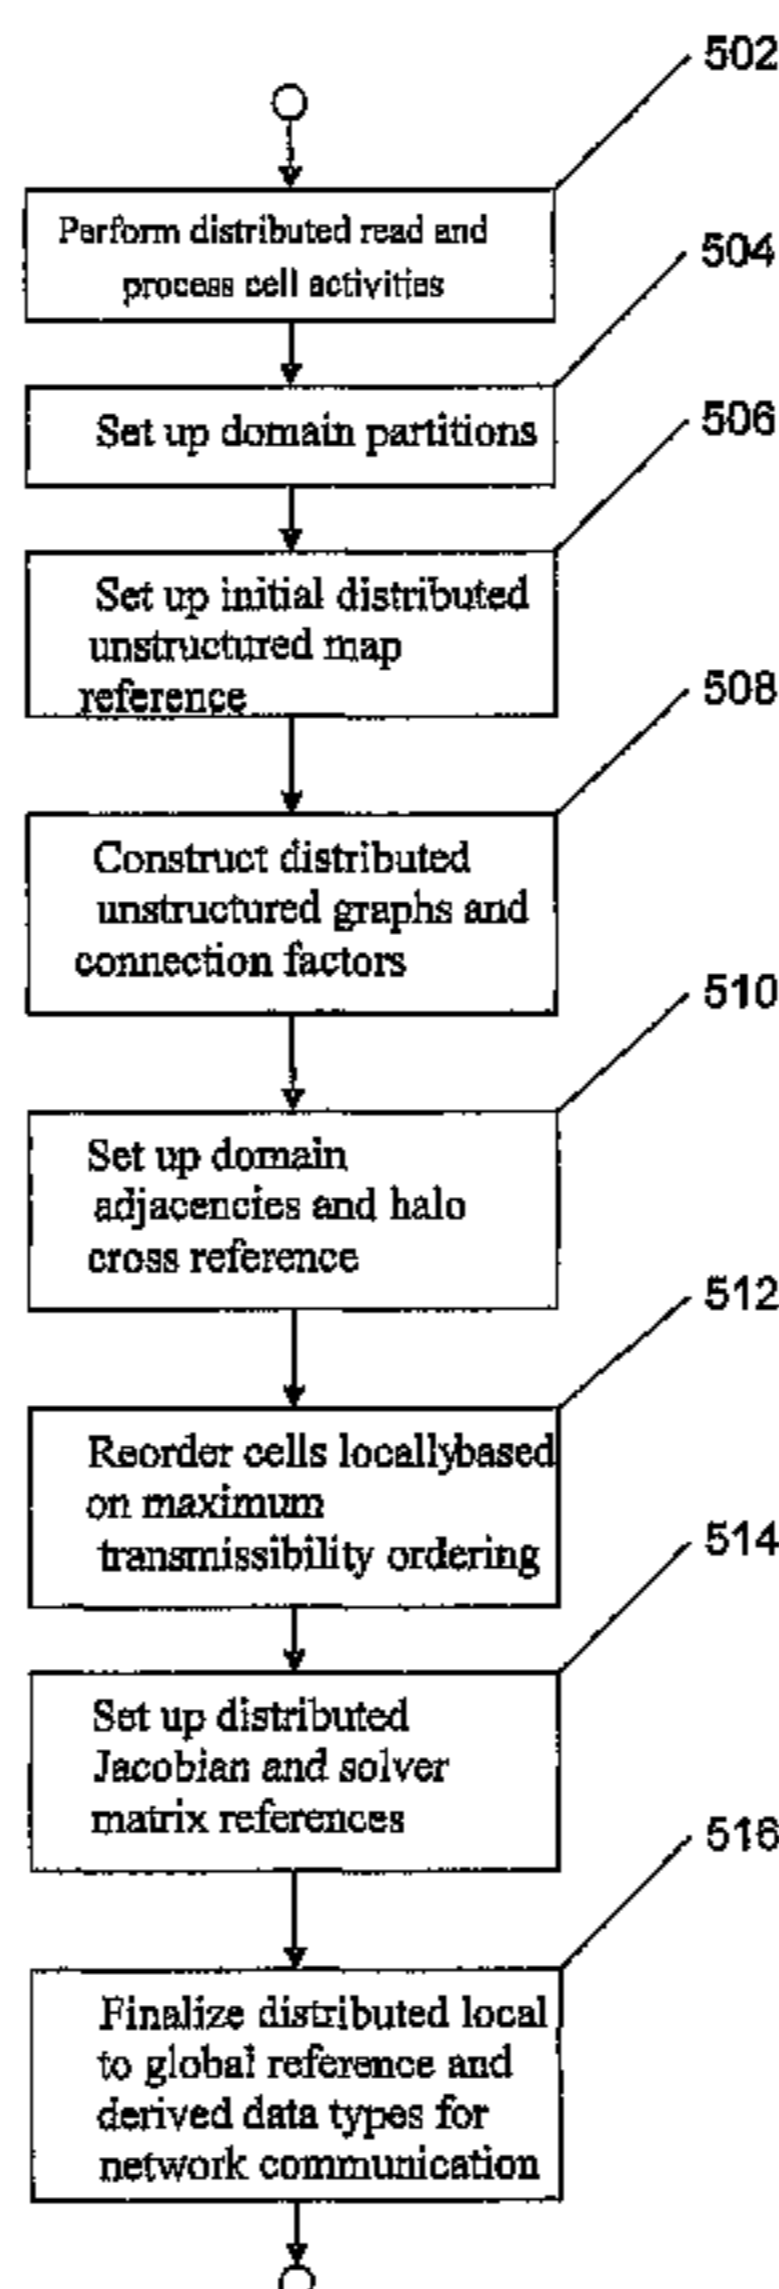 502
Perform distributed read and
process cell activities
504
Set up domain partitions
506
Set up initial distributed
unstructured map
reference
508
Construct distributed
unstructured graphs and
connection factors
510
Set up domain
adjacencies and halo
cross reference
512
Reorder cells locallybased
on maximum
transmissibility ordering
514
Set up distributed
Jacobian and solver
matrix references
516
Finalize distributed local
to global reference and
derived data types for
network communication